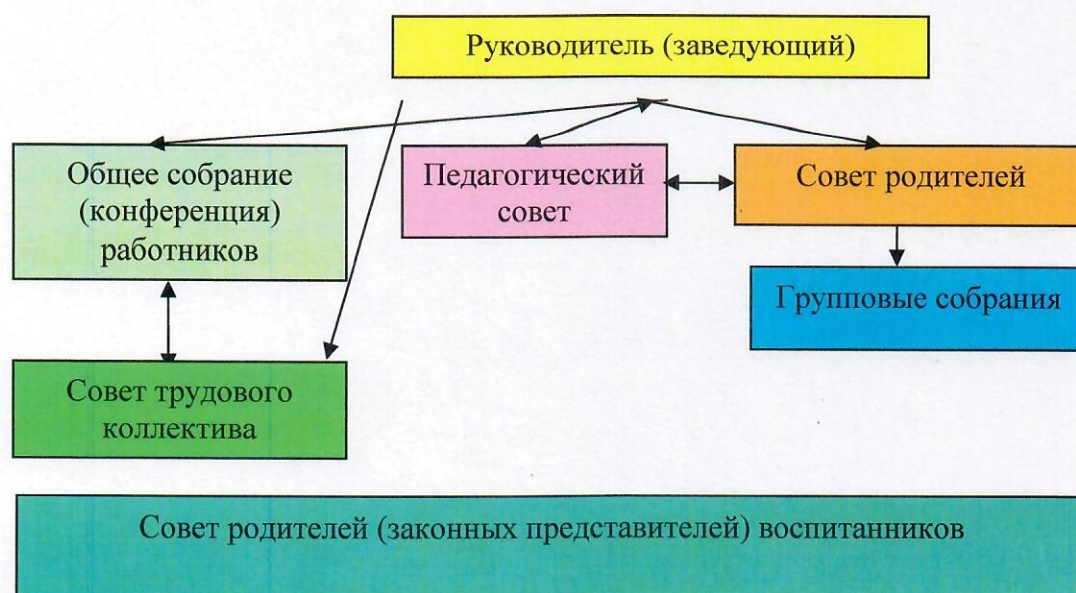 Руководитель (заведующий)
Общее собрание
(конференция)
работников
Педагогический
совет
Совет родителей
Групповые собрания
Совет трудового
коллектива
Совет родителей (законных представителей) воспитанников